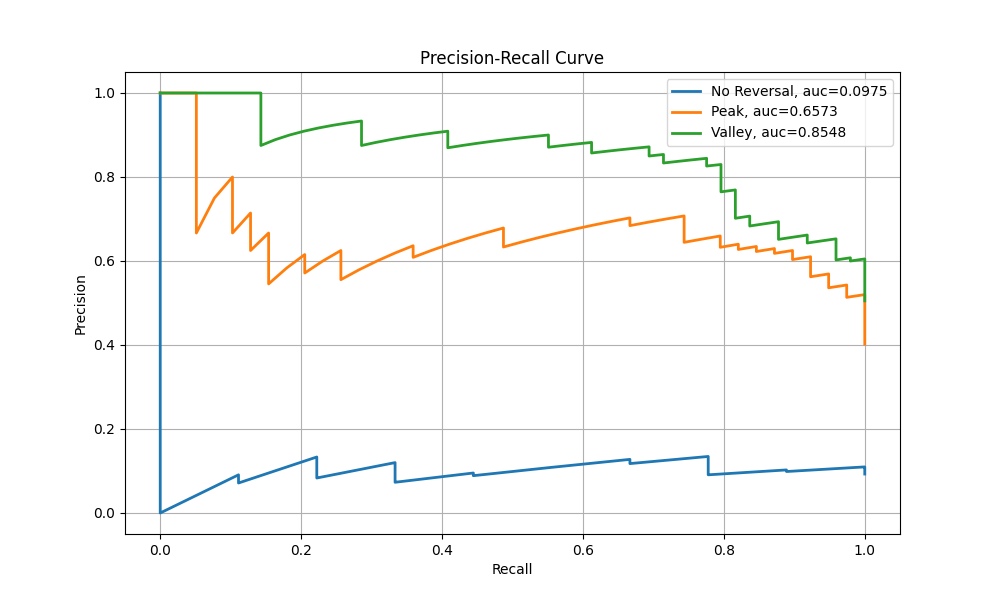 Precision-Recall Curve
No Reversal, auc=0.0975
Peak, auc=0.6573
Valley, auc=0.8548
Precision
1.0
0.8
0.6
0.4
0.2
0.0
0.0 0.2 0.4 0.6 0.8 1.0
Recall